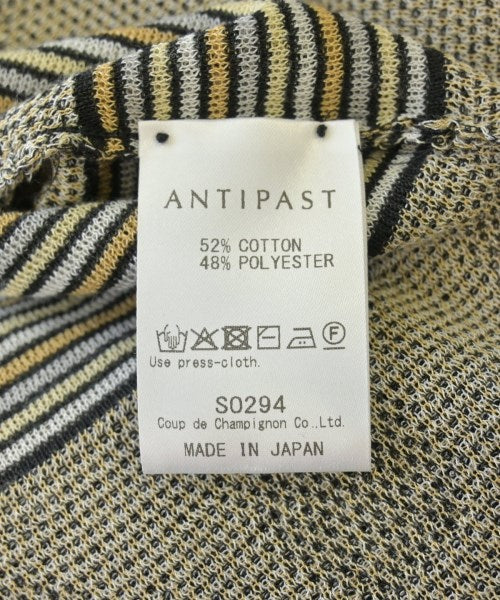 ANTIPAST
52% COTTON
48% POLYESTER
F
Use press-cloth.
S0294
Coup de Champignon Co.,Ltd.
MADE IN JAPAN